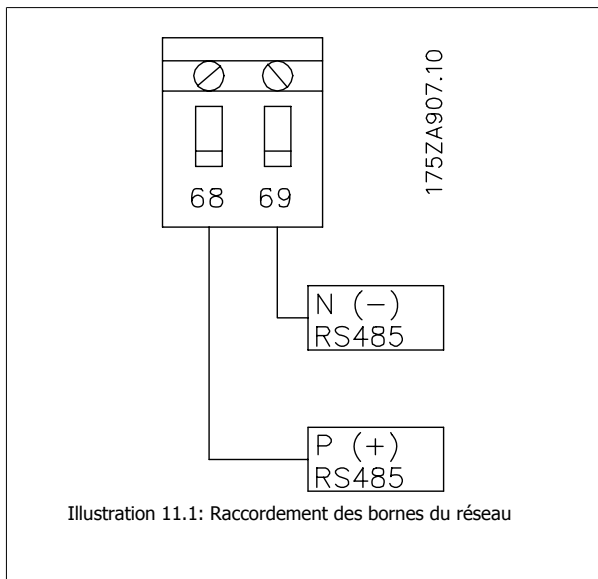 175ZA907.10
68 69
N (-)
RS485
P (+)
RS485
Illustration 11.1: Raccordement des bornes du réseau